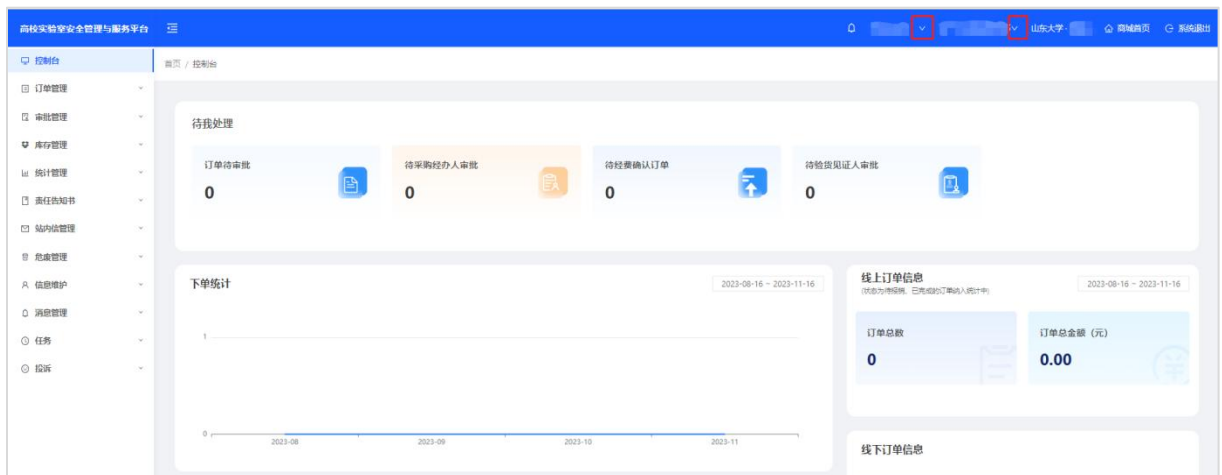 高校实验室安全管理与服务平台
山东大学-
商城首页
系统退出
控制台
首页 / 控制台
订单管理
审批管理
库存管理
统计管理
责任告知书
站内信管理
危废管理
信息维护
消息管理
任务
投诉
待我处理
订单待审批
0
待采购经办人审批
0
待经费确认订单
0
待验货见证人审批
0
下单统计
2023-08-16 ~ 2023-11-16
1
0
2023-08
2023-09
2023-10
2023-11
线上订单信息
(状态为待报销、已完成的订单纳入统计中)
2023-08-16 ~ 2023-11-16
订单总数
0
订单总金额（元）
0.00
线下订单信息